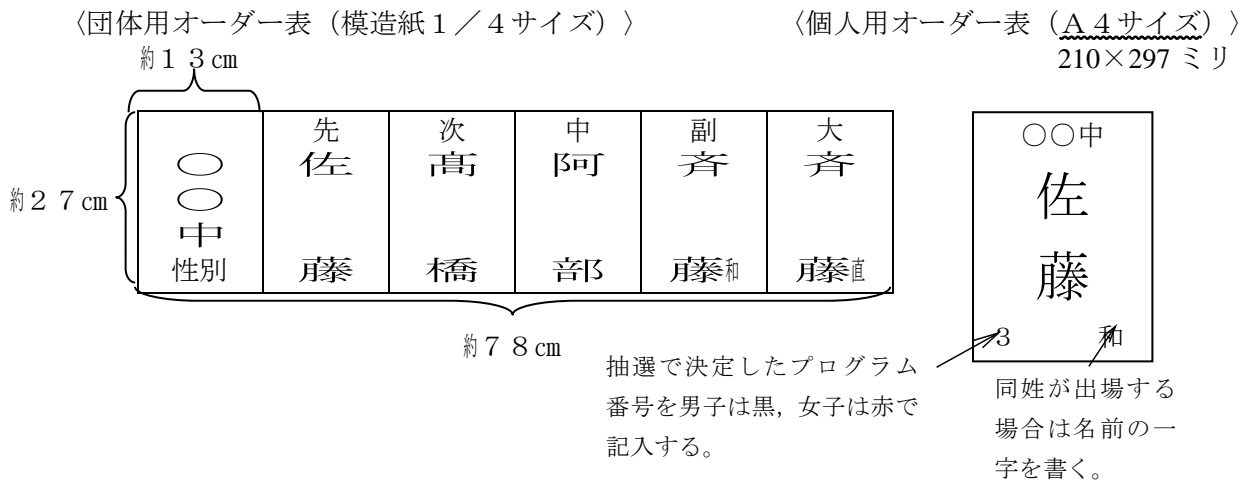 〈団体用オーダー表（模造紙１／４サイズ）〉
約１３㎝
約２７㎝
○○中
性別
先
佐藤
次
髙橋
中
阿部
副
斉藤和
大
斉藤直
約７８㎝
〈個人用オーダー表（Ａ４サイズ）〉
210×297 ミリ
○○中
佐
藤
３ 和
抽選で決定したプログラム
番号を男子は黒，女子は赤で
記入する。
同姓が出場する
場合は名前の一
字を書く。